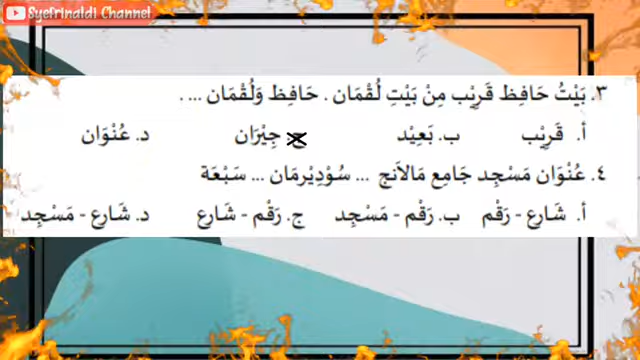 Syefrinaldi Channel
٣. بَيْتُ حَافِظ قَرِيْب مِنْ بَيْتِ لُقْمَان . حَافِظ وَلُقْمَان ... .
أ. قَرِيْب ب. بَعِيْد ج. جِيْرَان د. عُنْوَان
٤. عُنْوَان مَسْجِد جَامِع مَالَانج ... سُوْدِيْرمَان ... سَبْعَة
أ. شَارِع - رَقْم ب. رَقْم - مَسْجِد ج. رَقْم - شَارِع د. شَارِع - مَسْجِد